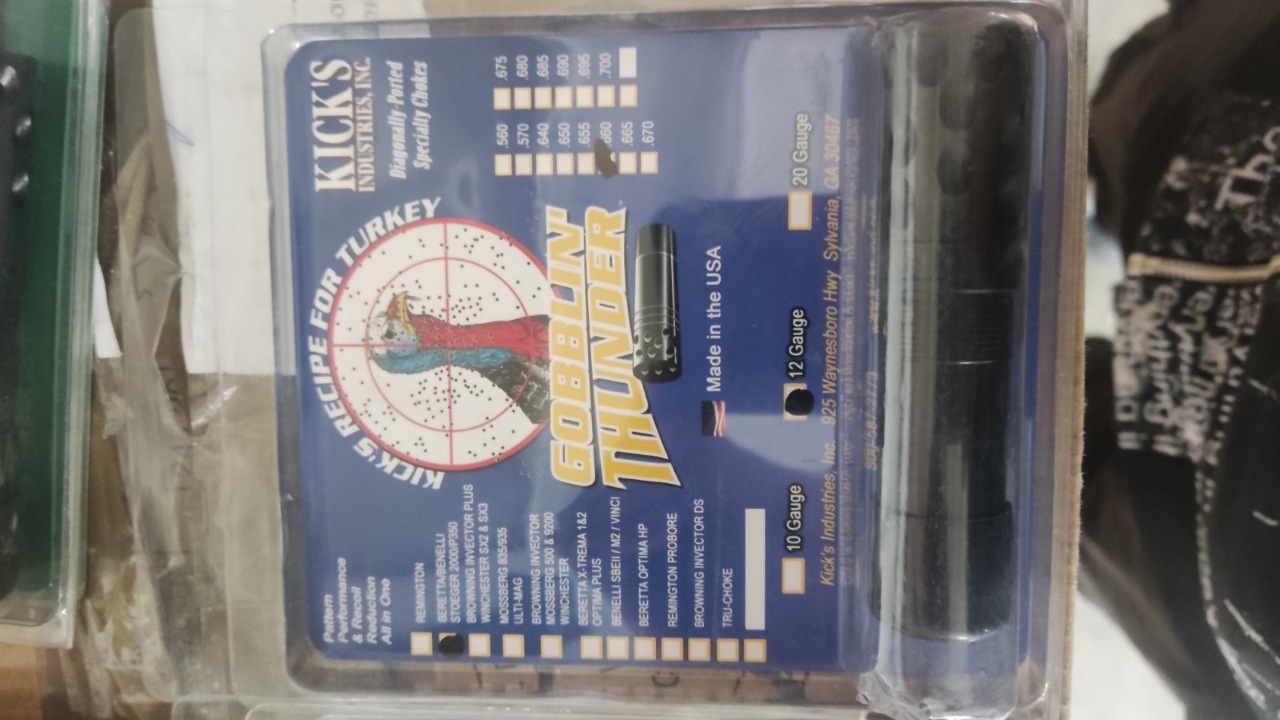 KICK'S
INDUSTRIES, INC.
Diagonally-Ported
Specialty Chokes
Pattern
Performance
& Recoil
Reduction
All in One
KICK'S RECIPE FOR TURKEY
GOBBLIN'
THUNDER
Made in the USA
.560
.570
.640
.650
.655
.660
.665
.670
.675
.680
.685
.690
.695
.700
REMINGTON
BERETTA/BENELLI
STOEGER 2000/P350
BROWNING INVECTOR PLUS
WINCHESTER SX2 & SX3
MOSSBERG 835/935
ULTI-MAG
BROWNING INVECTOR
MOSSBERG 500 & 9200
WINCHESTER
BERETTA X-TREMA 1&2
OPTIMA PLUS
BENELLI SBEII / M2 / VINCI
BERETTA OPTIMA HP
REMINGTON PROBORE
BROWNING INVECTOR DS
TRU-CHOKE
10 Gauge
12 Gauge
20 Gauge
Kick's Industries, Inc. 925 Waynesboro Hwy Sylvania, GA 30467
The